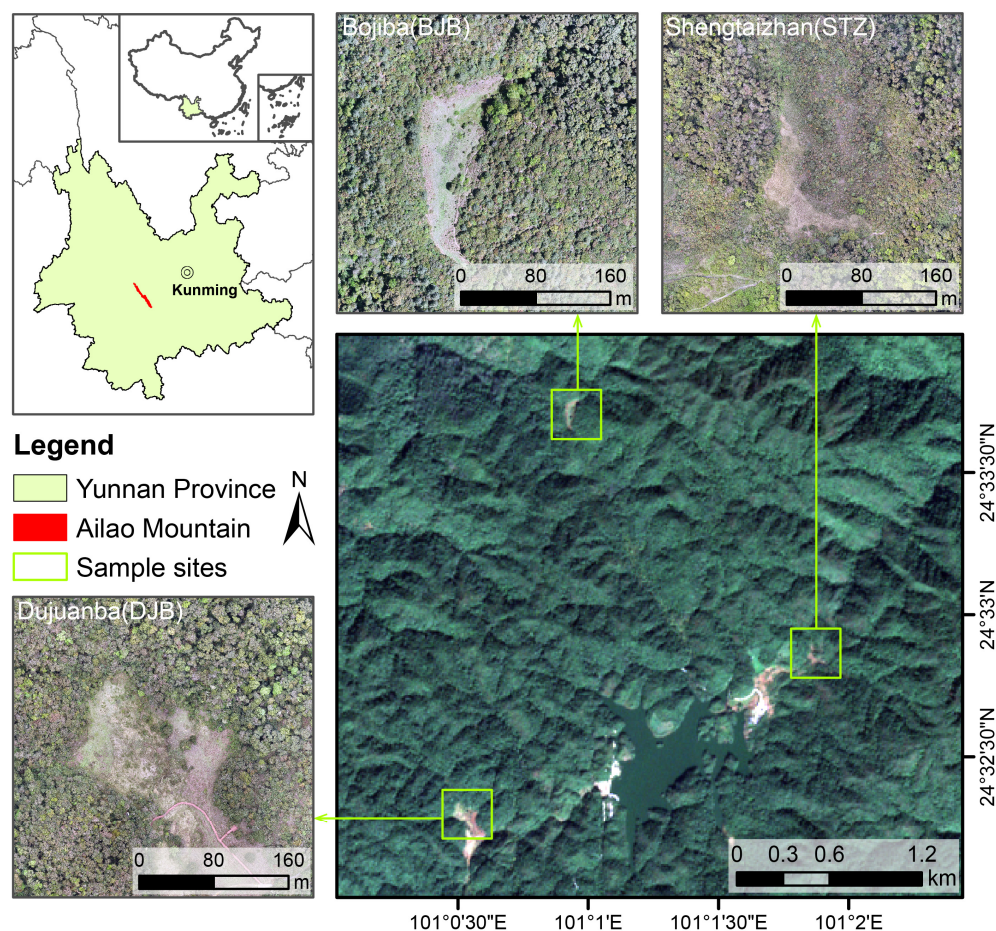 Kunming
Bojiba(BJB)
0 80 160
m
Shengtaizhan(STZ)
0 80 160
m
Legend
Yunnan Province
Ailao Mountain
Sample sites
N
Dujuanba(DJB)
0 80 160
m
24°33'30"N
24°33'N
24°32'30"N
0 0.3 0.6 1.2
km
101°0'30"E 101°1'E 101°1'30"E 101°2'E